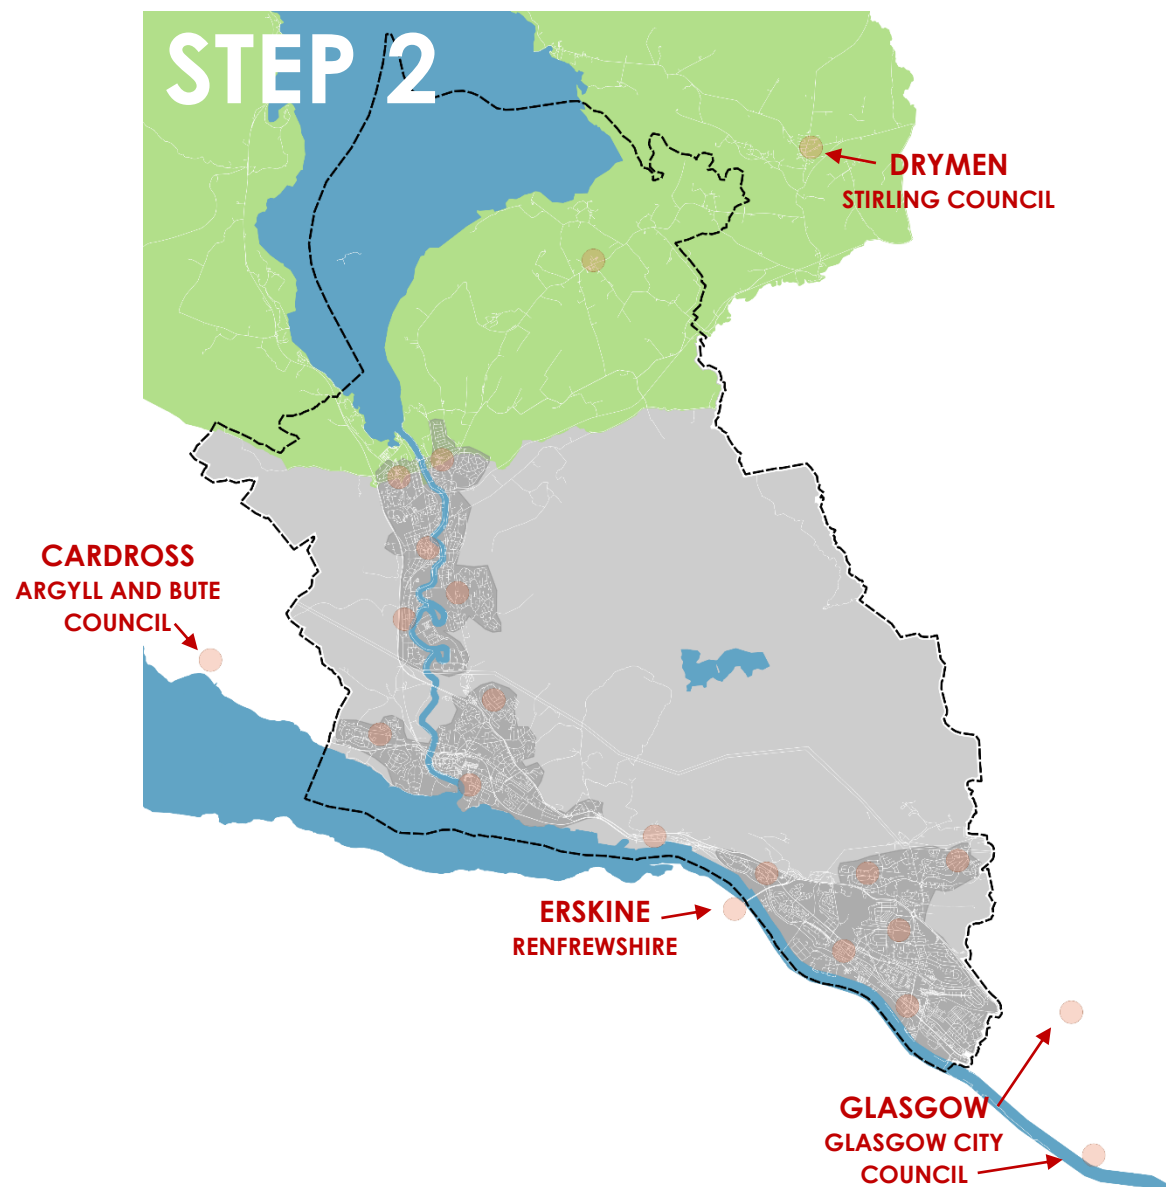 STEP 2
DRYMEN
STIRLING COUNCIL
CARDROSS
ARGYLL AND BUTE
COUNCIL
ERSKINE
RENFREWSHIRE
GLASGOW
GLASGOW CITY
COUNCIL